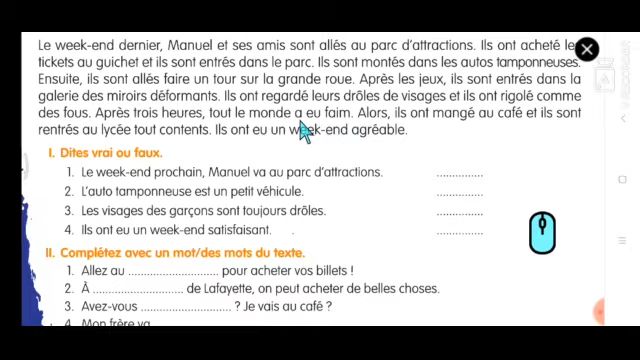 Le week-end dernier, Manuel et ses amis sont allés au parc d'attractions. Ils ont acheté
tickets au guichet et ils sont entrés dans le parc. Ils sont montés dans les autos tamponneuses.
Ensuite, ils sont allés faire un tour sur la grande roue. Après les jeux, ils sont entrés dans la
galerie des miroirs déformants. Ils ont regardé leurs drôles de visages et ils ont rigolé comme
des fous. Après trois heures, tout le monde a eu faim. Alors, ils ont mangé au café et ils sont
rentrés au lycée tout contents. Ils ont eu un week-end agréable.
I. Dites vrai ou faux.
1. Le week-end prochain, Manuel va au parc d'attractions. ...............
2. L'auto tamponneuse est un petit véhicule. ...............
3. Les visages des garçons sont toujours drôles. ...............
4. Ils ont eu un week-end satisfaisant. ...............
II. Complétez avec un mot/des mots du texte.
1. Allez au ............................. pour acheter vos billets !
2. À ............................. de Lafayette, on peut acheter de belles choses.
3. Avez-vous ............................. ? Je vais au café ?
4. Mon frère va